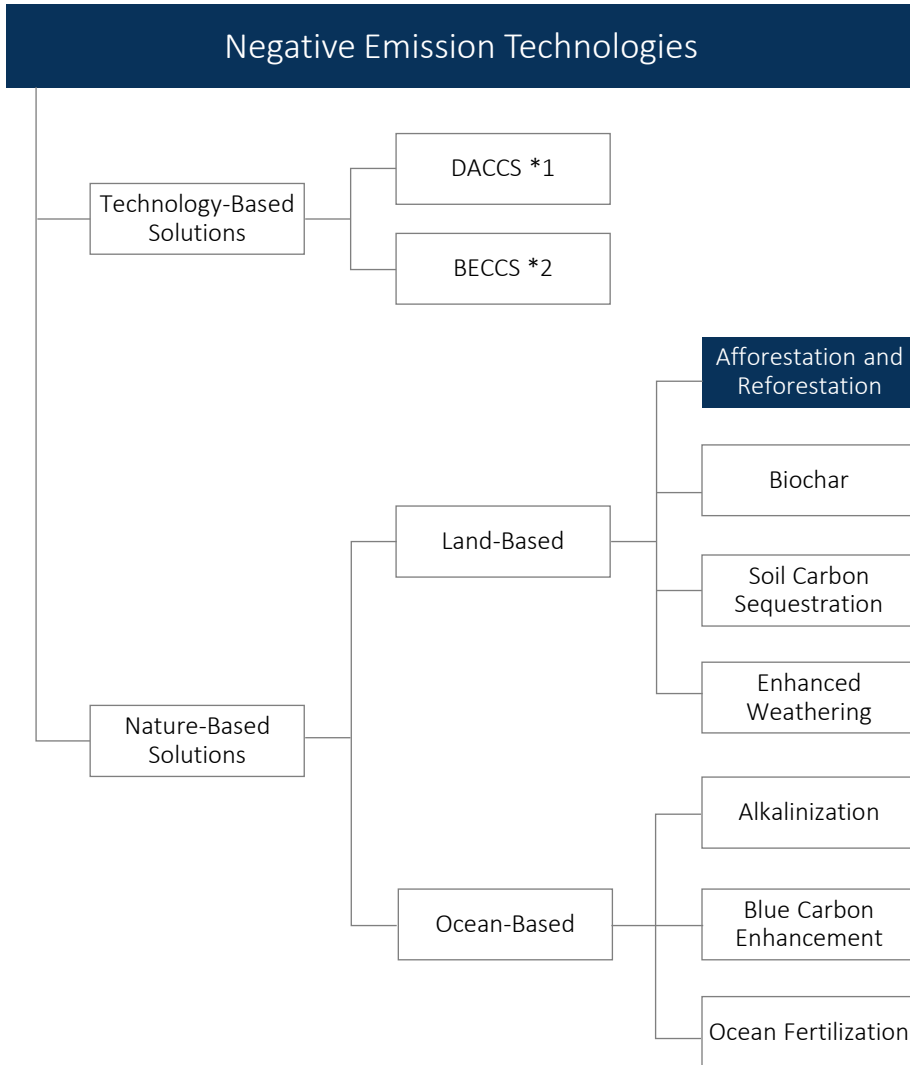 Negative Emission Technologies
Technology-Based
Solutions
DACCS *1
BECCS *2
Nature-Based
Solutions
Land-Based
Afforestation and
Reforestation
Biochar
Soil Carbon
Sequestration
Enhanced
Weathering
Ocean-Based
Alkalinization
Blue Carbon
Enhancement
Ocean Fertilization